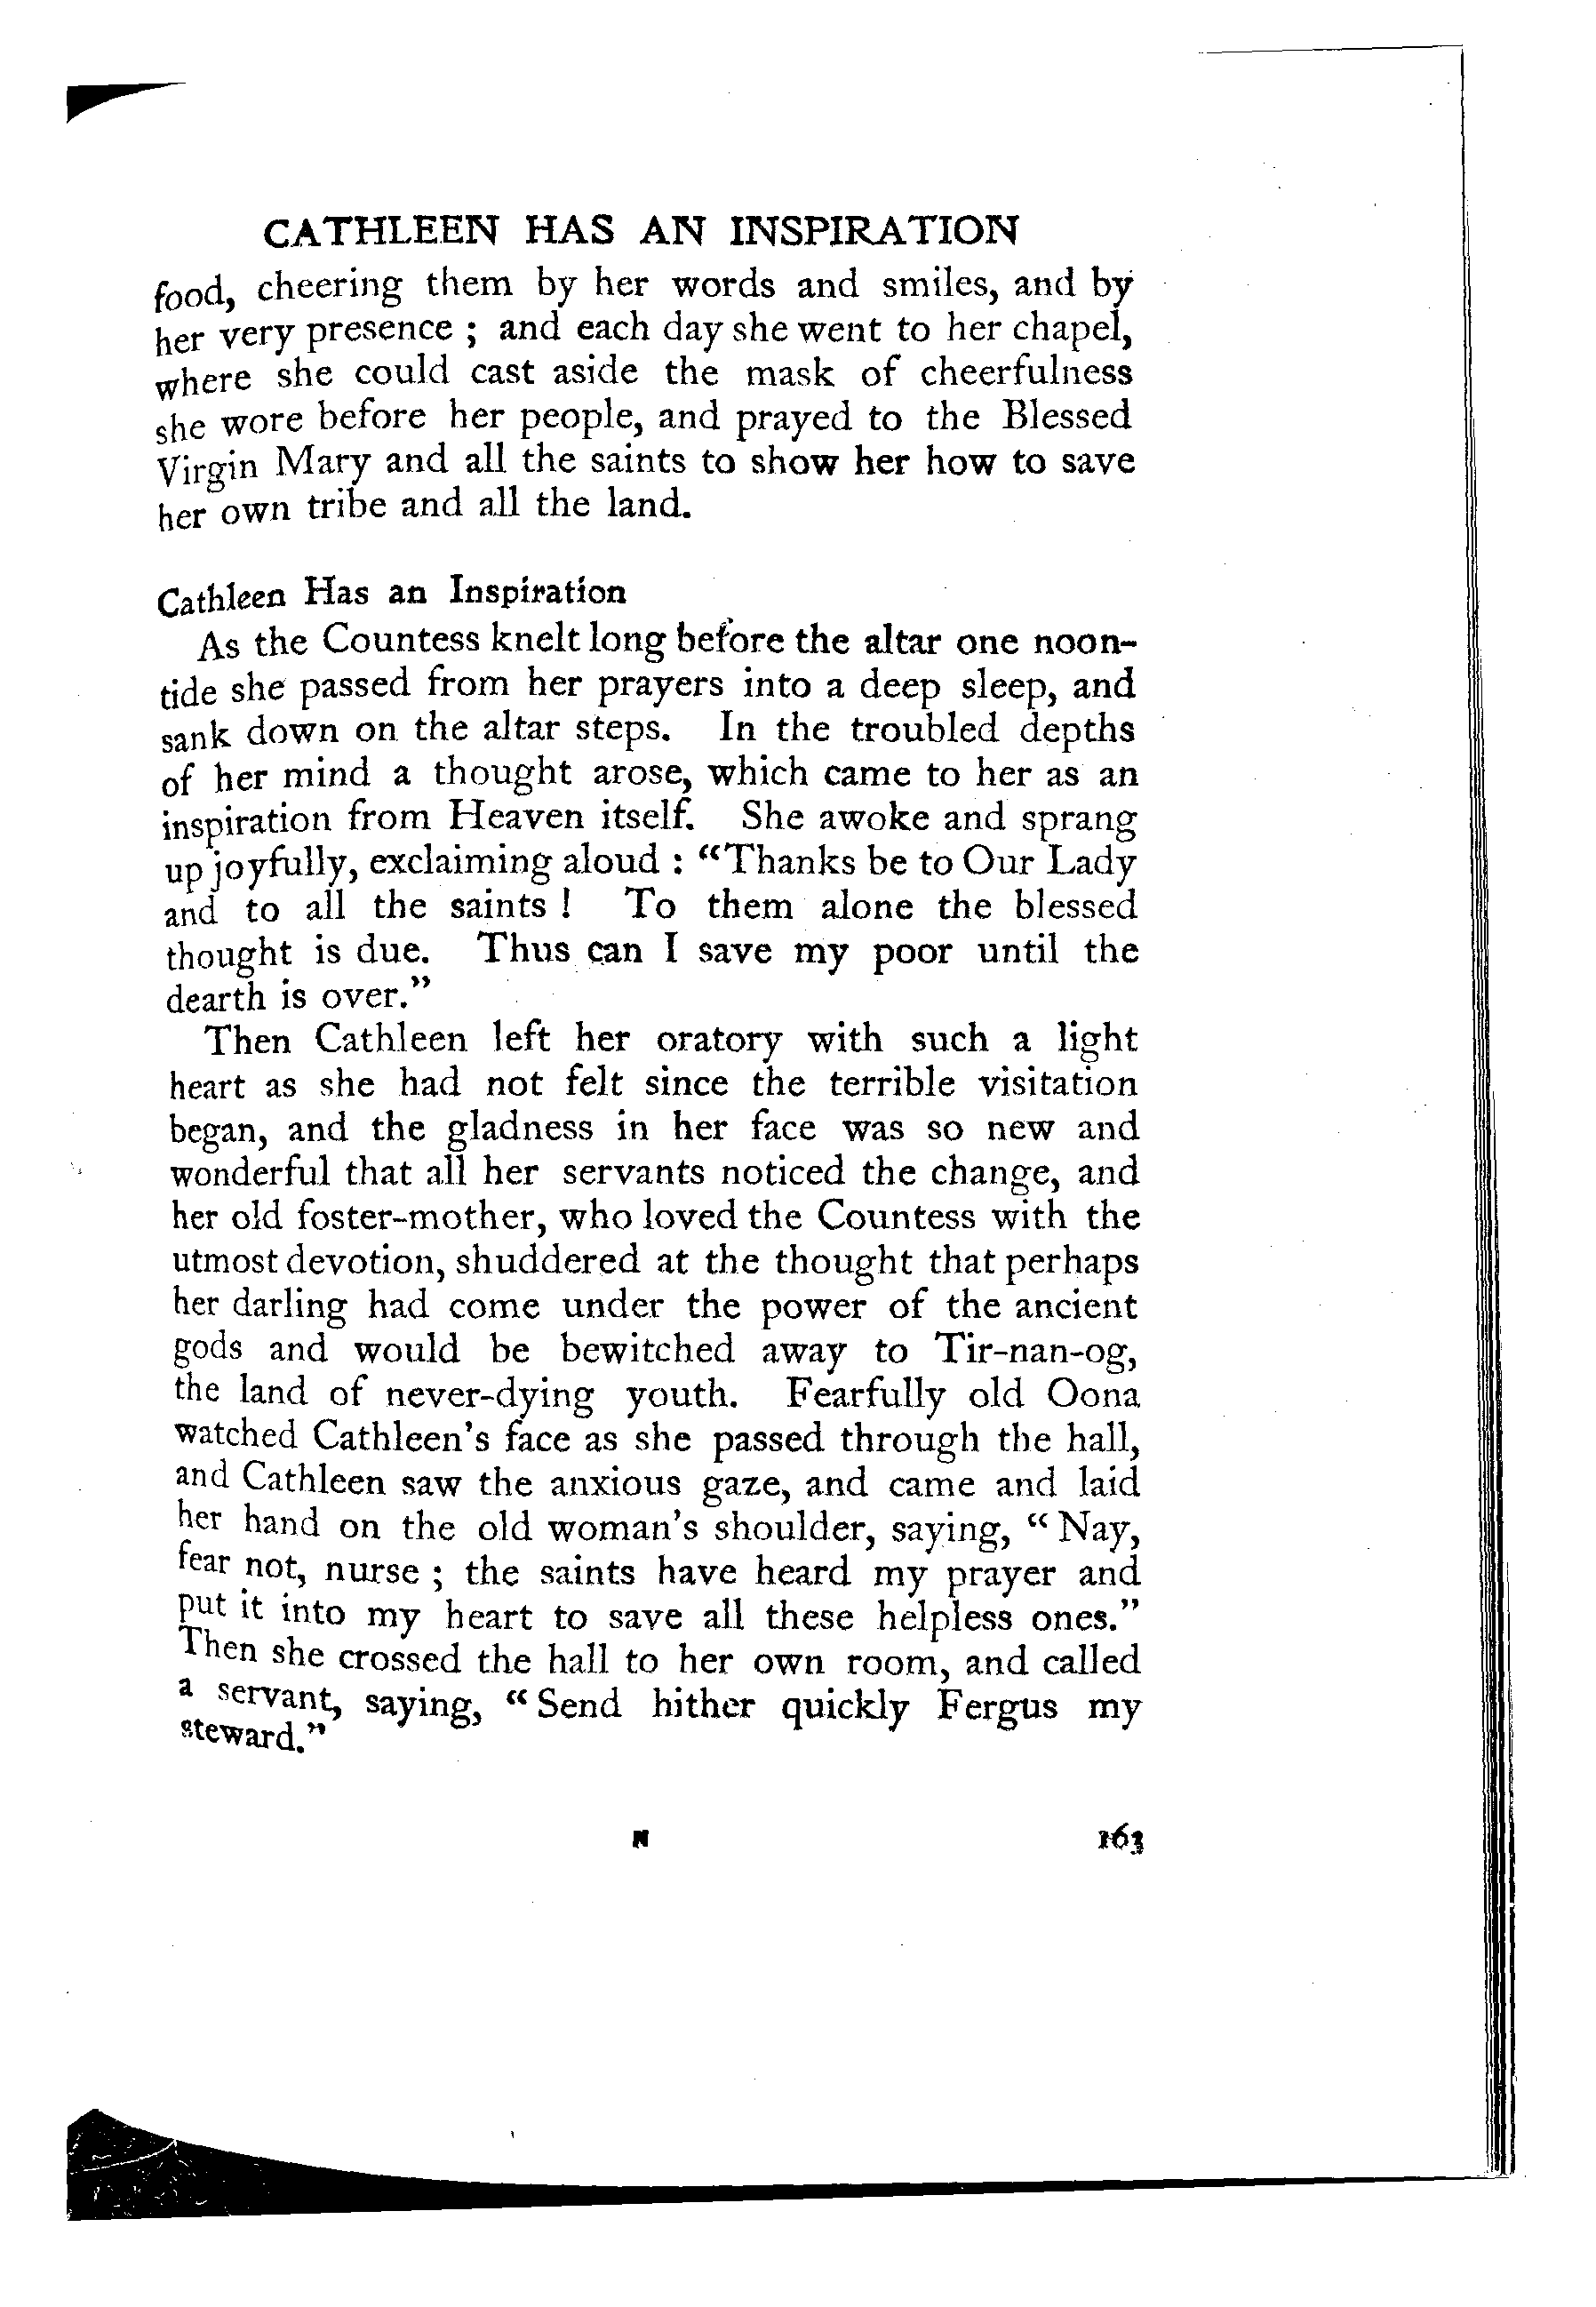 CATHLEEN HAS AN INSPIRATION
food, cheering them by her words and smiles, and by
her very presence ; and each day she went to her chapel,
where she could cast aside the mask of cheerfulness
she wore before her people, and prayed to the Blessed
Virgin Mary and all the saints to show her how to save
her own tribe and all the land.
Cathleen Has an Inspiration
As the Countess knelt long before the altar one noon-
tide she passed from her prayers into a deep sleep, and
sank down on the altar steps. In the troubled depths
of her mind a thought arose, which came to her as an
inspiration from Heaven itself. She awoke and sprang
up joyfully, exclaiming aloud : “Thanks be to Our Lady
and to all the saints ! To them alone the blessed
thought is due. Thus can I save my poor until the
dearth is over.”
Then Cathleen left her oratory with such a light
heart as she had not felt since the terrible visitation
began, and the gladness in her face was so new and
wonderful that all her servants noticed the change, and
her old foster-mother, who loved the Countess with the
utmost devotion, shuddered at the thought that perhaps
her darling had come under the power of the ancient
gods and would be bewitched away to Tir-nan-og,
the land of never-dying youth. Fearfully old Oona
watched Cathleen's face as she passed through the hall,
and Cathleen saw the anxious gaze, and came and laid
her hand on the old woman's shoulder, saying, “ Nay,
fear not, nurse ; the saints have heard my prayer and
put it into my heart to save all these helpless ones.”
Then she crossed the hall to her own room, and called
a servant, saying, “ Send hither quickly Fergus my
steward.”
N 163